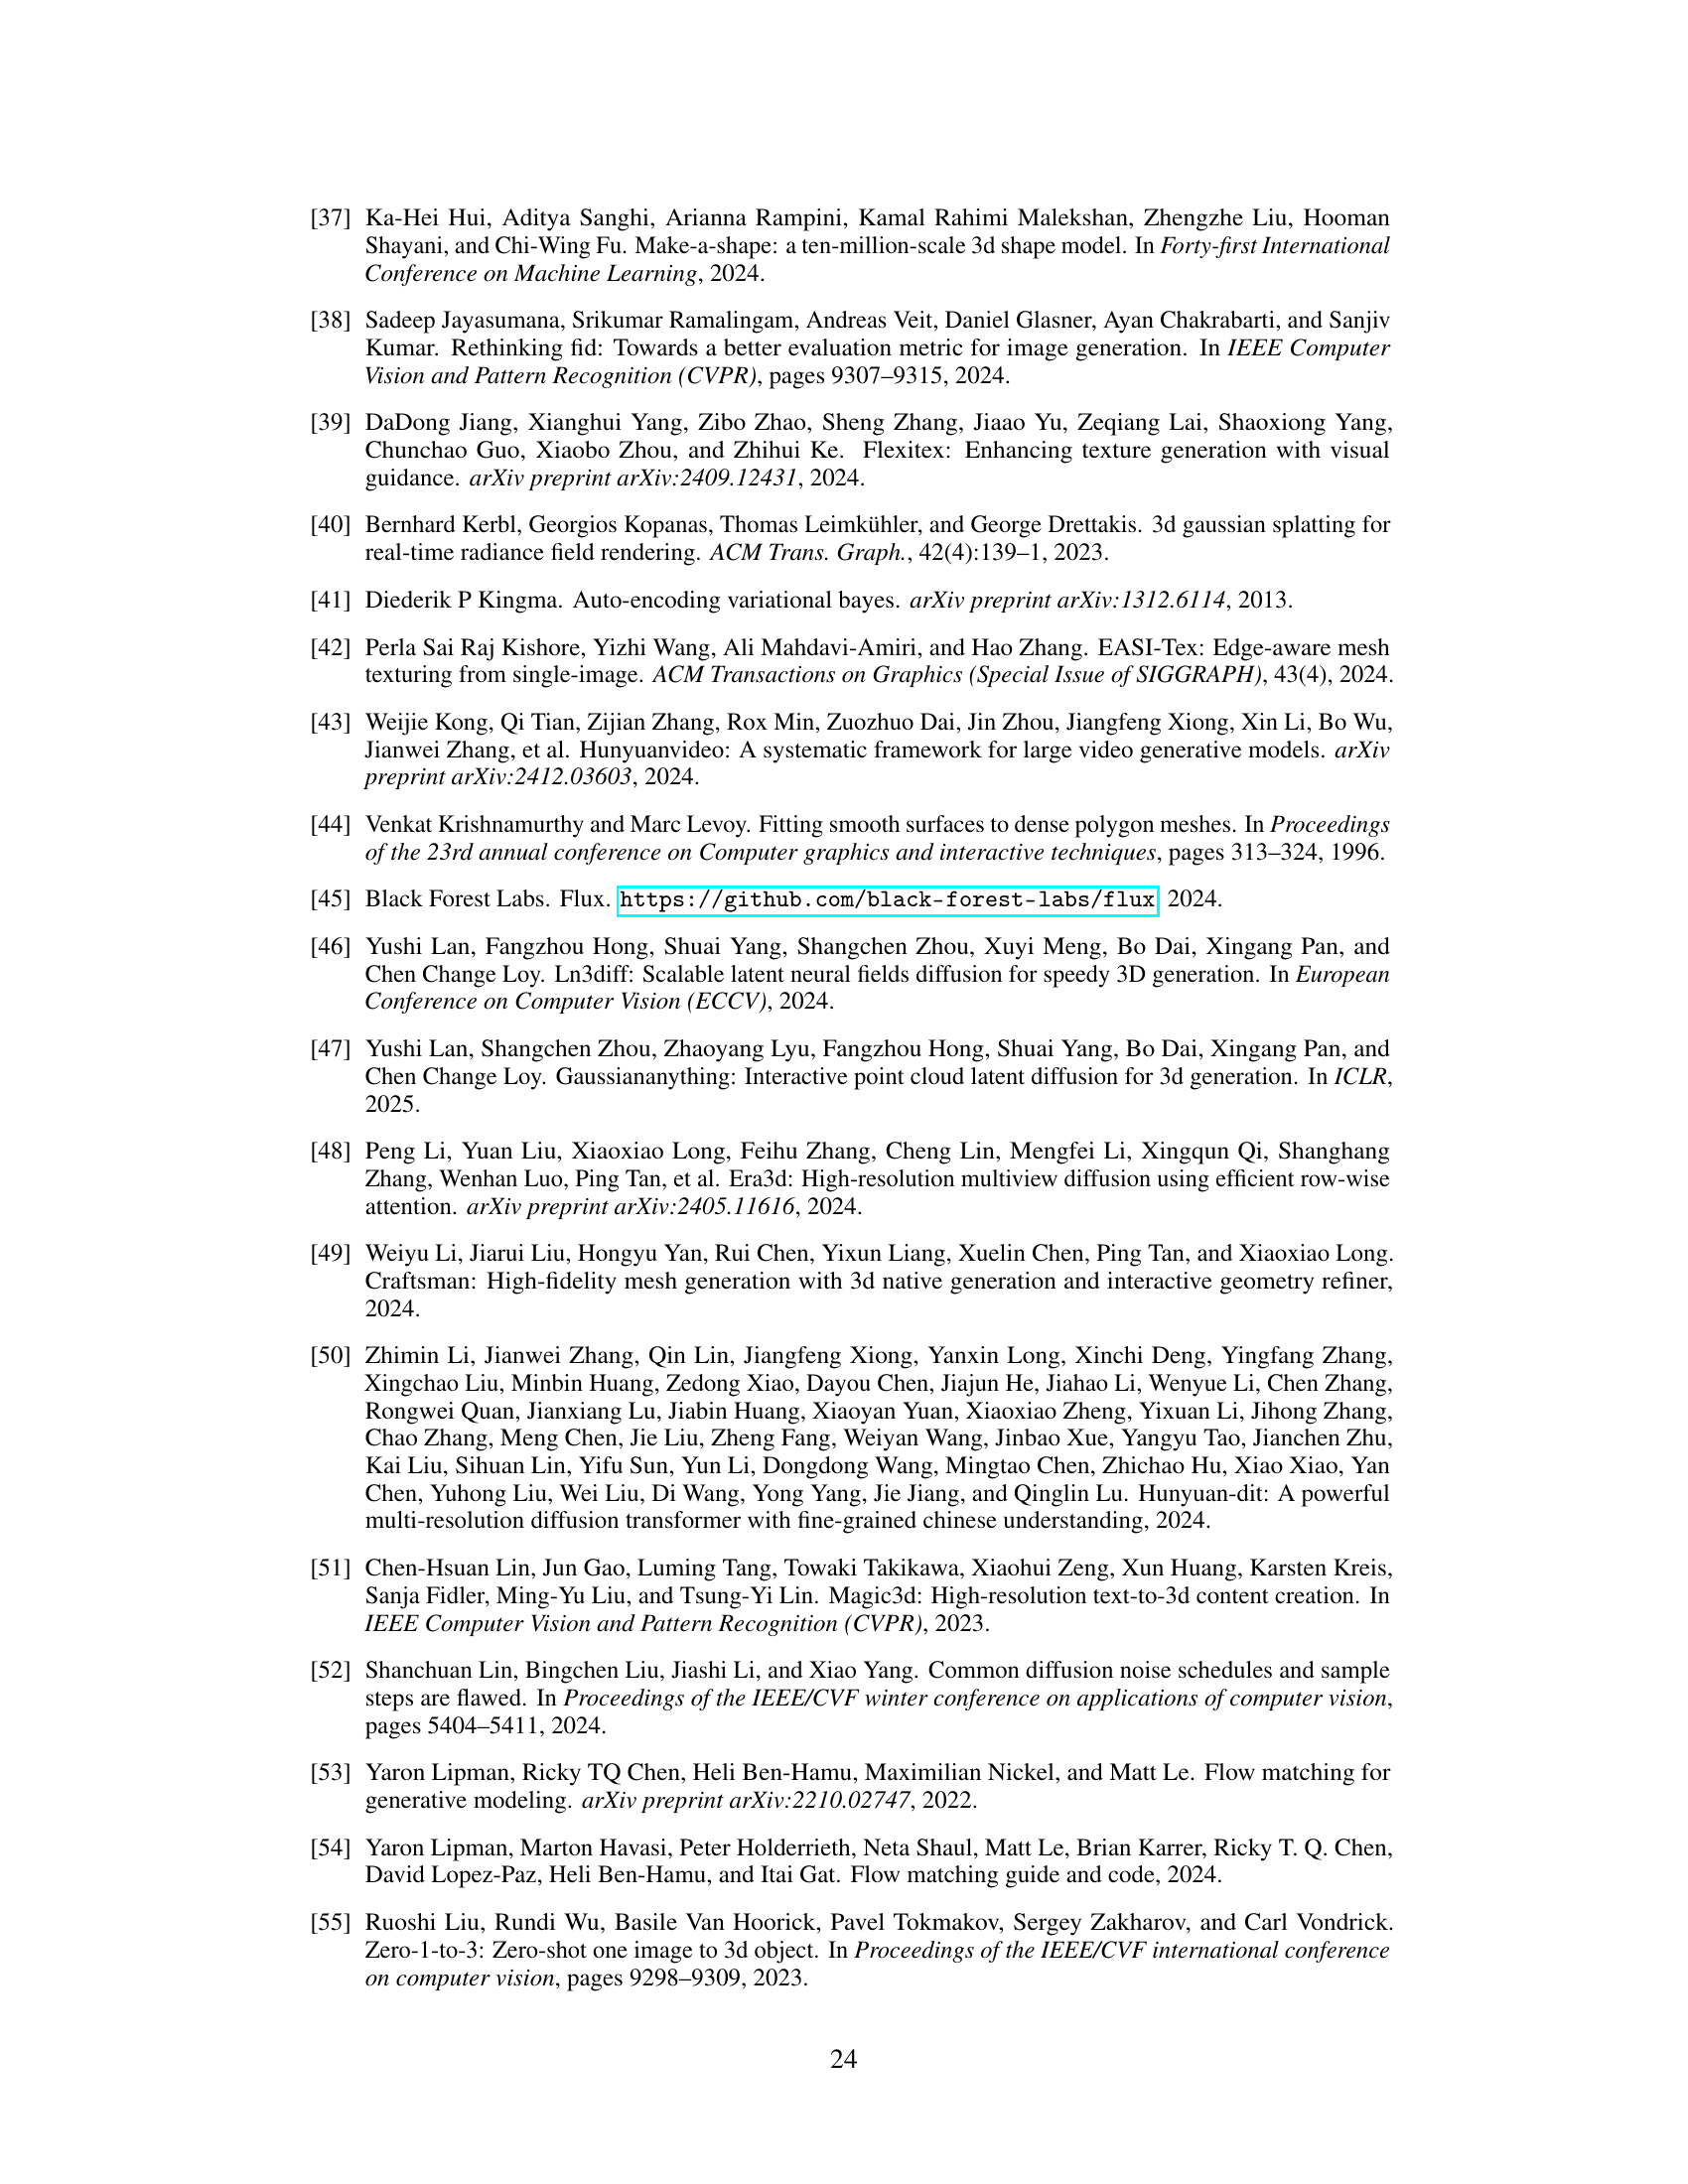 [37] Ka-Hei Hui, Aditya Sanghi, Arianna Rampini, Kamal Rahimi Malekshan, Zhengzhe Liu, Hooman
Shayani, and Chi-Wing Fu. Make-a-shape: a ten-million-scale 3d shape model. In Forty-first International
Conference on Machine Learning, 2024.
[38] Sadeep Jayasumana, Srikumar Ramalingam, Andreas Veit, Daniel Glasner, Ayan Chakrabarti, and Sanjiv
Kumar. Rethinking fid: Towards a better evaluation metric for image generation. In IEEE Computer
Vision and Pattern Recognition (CVPR), pages 9307–9315, 2024.
[39] DaDong Jiang, Xianghui Yang, Zibo Zhao, Sheng Zhang, Jiaao Yu, Zeqiang Lai, Shaoxiong Yang,
Chunchao Guo, Xiaobo Zhou, and Zhihui Ke. Flexitex: Enhancing texture generation with visual
guidance. arXiv preprint arXiv:2409.12431, 2024.
[40] Bernhard Kerbl, Georgios Kopanas, Thomas Leimkühler, and George Drettakis. 3d gaussian splatting for
real-time radiance field rendering. ACM Trans. Graph., 42(4):139–1, 2023.
[41] Diederik P Kingma. Auto-encoding variational bayes. arXiv preprint arXiv:1312.6114, 2013.
[42] Perla Sai Raj Kishore, Yizhi Wang, Ali Mahdavi-Amiri, and Hao Zhang. EASI-Tex: Edge-aware mesh
texturing from single-image. ACM Transactions on Graphics (Special Issue of SIGGRAPH), 43(4), 2024.
[43] Weijie Kong, Qi Tian, Zijian Zhang, Rox Min, Zuozhuo Dai, Jin Zhou, Jiangfeng Xiong, Xin Li, Bo Wu,
Jianwei Zhang, et al. Hunyuanvideo: A systematic framework for large video generative models. arXiv
preprint arXiv:2412.03603, 2024.
[44] Venkat Krishnamurthy and Marc Levoy. Fitting smooth surfaces to dense polygon meshes. In Proceedings
of the 23rd annual conference on Computer graphics and interactive techniques, pages 313–324, 1996.
[45] Black Forest Labs. Flux. https://github.com/black-forest-labs/flux, 2024.
[46] Yushi Lan, Fangzhou Hong, Shuai Yang, Shangchen Zhou, Xuyi Meng, Bo Dai, Xingang Pan, and
Chen Change Loy. Ln3diff: Scalable latent neural fields diffusion for speedy 3D generation. In European
Conference on Computer Vision (ECCV), 2024.
[47] Yushi Lan, Shangchen Zhou, Zhaoyang Lyu, Fangzhou Hong, Shuai Yang, Bo Dai, Xingang Pan, and
Chen Change Loy. Gaussiananything: Interactive point cloud latent diffusion for 3d generation. In ICLR,
2025.
[48] Peng Li, Yuan Liu, Xiaoxiao Long, Feihu Zhang, Cheng Lin, Mengfei Li, Xingqun Qi, Shanghang
Zhang, Wenhan Luo, Ping Tan, et al. Era3d: High-resolution multiview diffusion using efficient row-wise
attention. arXiv preprint arXiv:2405.11616, 2024.
[49] Weiyu Li, Jiarui Liu, Hongyu Yan, Rui Chen, Yixun Liang, Xuelin Chen, Ping Tan, and Xiaoxiao Long.
Craftsman: High-fidelity mesh generation with 3d native generation and interactive geometry refiner,
2024.
[50] Zhimin Li, Jianwei Zhang, Qin Lin, Jiangfeng Xiong, Yanxin Long, Xinchi Deng, Yingfang Zhang,
Xingchao Liu, Minbin Huang, Zedong Xiao, Dayou Chen, Jiajun He, Jiahao Li, Wenyue Li, Chen Zhang,
Rongwei Quan, Jianxiang Lu, Jiabin Huang, Xiaoyan Yuan, Xiaoxiao Zheng, Yixuan Li, Jihong Zhang,
Chao Zhang, Meng Chen, Jie Liu, Zheng Fang, Weiyan Wang, Jinbao Xue, Yangyu Tao, Jianchen Zhu,
Kai Liu, Sihuan Lin, Yifu Sun, Yun Li, Dongdong Wang, Mingtao Chen, Zhichao Hu, Xiao Xiao, Yan
Chen, Yuhong Liu, Wei Liu, Di Wang, Yong Yang, Jie Jiang, and Qinglin Lu. Hunyuan-dit: A powerful
multi-resolution diffusion transformer with fine-grained chinese understanding, 2024.
[51] Chen-Hsuan Lin, Jun Gao, Luming Tang, Towaki Takikawa, Xiaohui Zeng, Xun Huang, Karsten Kreis,
Sanja Fidler, Ming-Yu Liu, and Tsung-Yi Lin. Magic3d: High-resolution text-to-3d content creation. In
IEEE Computer Vision and Pattern Recognition (CVPR), 2023.
[52] Shanchuan Lin, Bingchen Liu, Jiashi Li, and Xiao Yang. Common diffusion noise schedules and sample
steps are flawed. In Proceedings of the IEEE/CVF winter conference on applications of computer vision,
pages 5404–5411, 2024.
[53] Yaron Lipman, Ricky TQ Chen, Heli Ben-Hamu, Maximilian Nickel, and Matt Le. Flow matching for
generative modeling. arXiv preprint arXiv:2210.02747, 2022.
[54] Yaron Lipman, Marton Havasi, Peter Holderrieth, Neta Shaul, Matt Le, Brian Karrer, Ricky T. Q. Chen,
David Lopez-Paz, Heli Ben-Hamu, and Itai Gat. Flow matching guide and code, 2024.
[55] Ruoshi Liu, Rundi Wu, Basile Van Hoorick, Pavel Tokmakov, Sergey Zakharov, and Carl Vondrick.
Zero-1-to-3: Zero-shot one image to 3d object. In Proceedings of the IEEE/CVF international conference
on computer vision, pages 9298–9309, 2023.
24